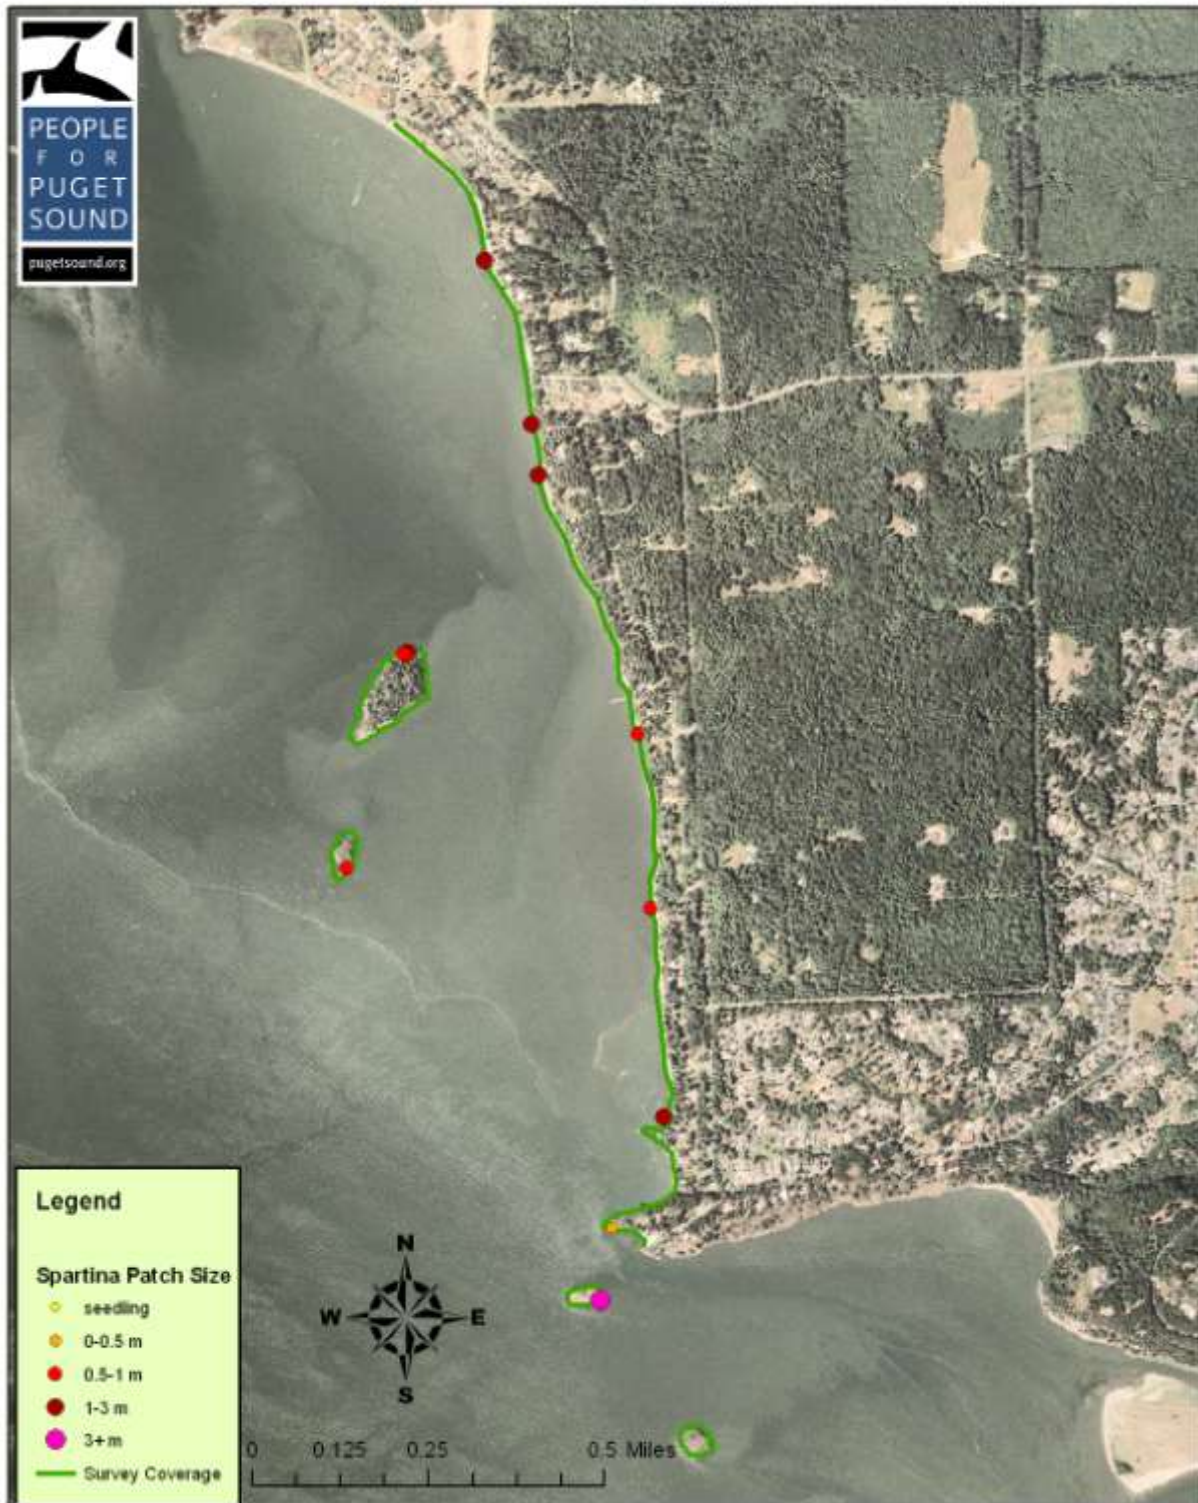 PEOPLE
FOR
PUGET
SOUND
pugetsound.org
Legend
Spartina Patch Size
seedling
0-0.5 m
0.5-1 m
1-3 m
3+ m
Survey Coverage
N
W E
S
0 0.125 0.25 0.5 Miles